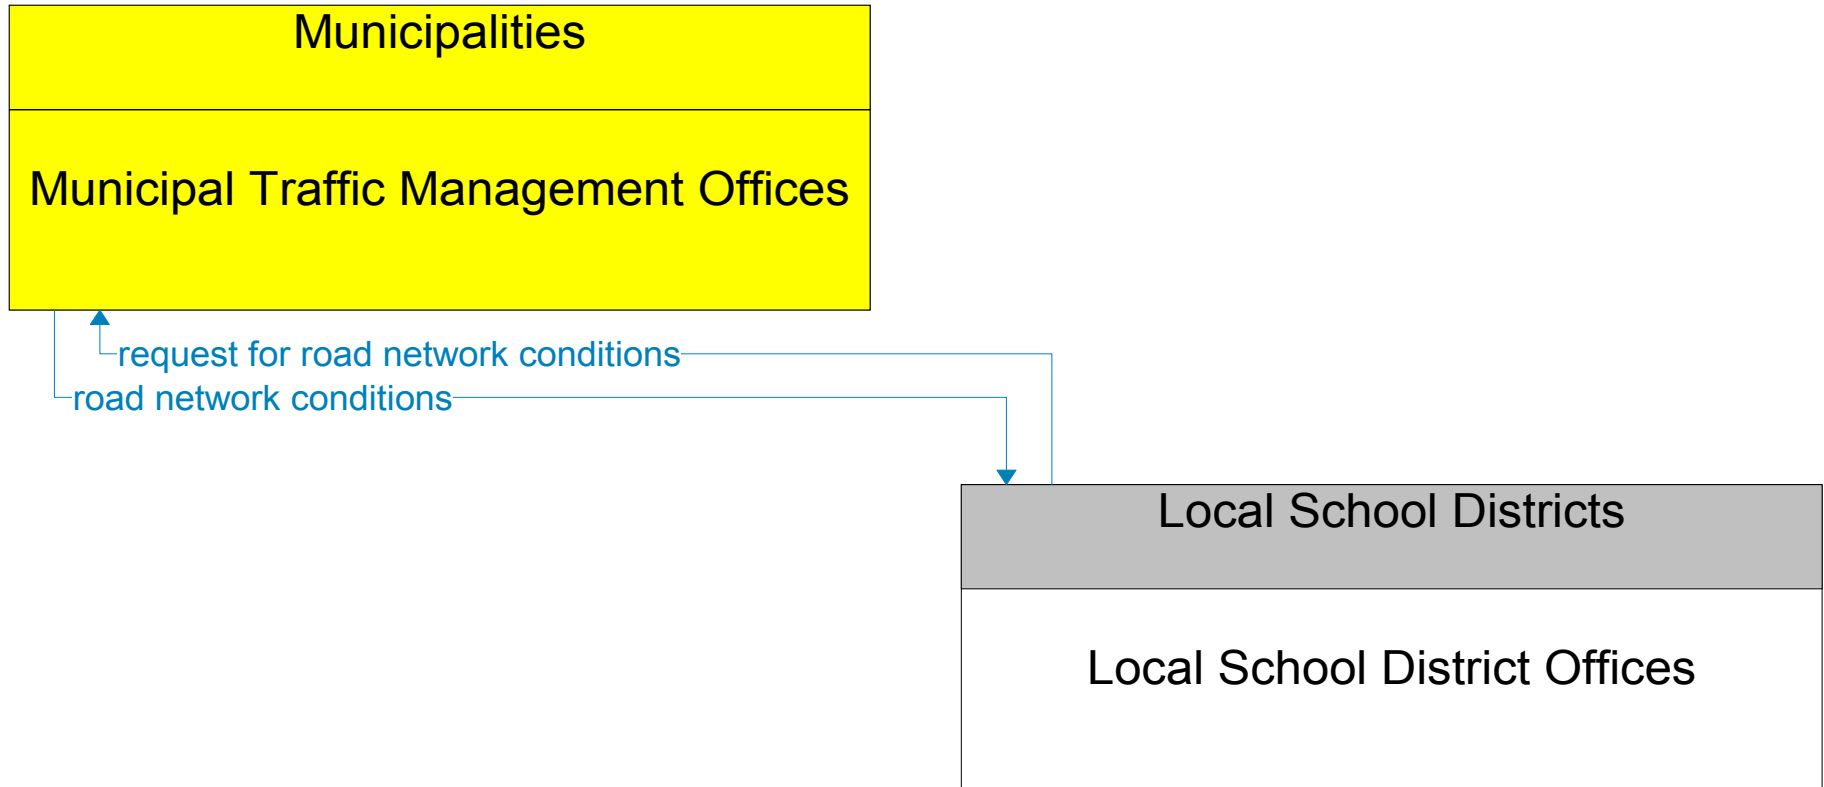 Municipalities
Municipal Traffic Management Offices
request for road network conditions
road network conditions
Local School Districts
Local School District Offices